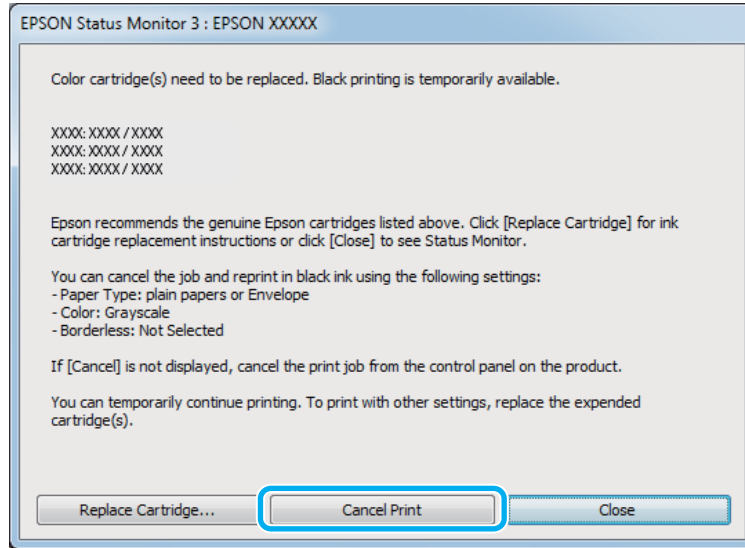 EPSON Status Monitor 3 : EPSON XXXXX
Color cartridge(s) need to be replaced. Black printing is temporarily available.
XXXX: XXXX / XXXX
XXXX: XXXX / XXXX
XXXX: XXXX / XXXX
Epson recommends the genuine Epson cartridges listed above. Click [Replace Cartridge] for ink
cartridge replacement instructions or click [Close] to see Status Monitor.
You can cancel the job and reprint in black ink using the following settings:
- Paper Type: plain papers or Envelope
- Color: Grayscale
- Borderless: Not Selected
If [Cancel] is not displayed, cancel the print job from the control panel on the product.
You can temporarily continue printing. To print with other settings, replace the expended
cartridge(s).
Replace Cartridge... Cancel Print Close